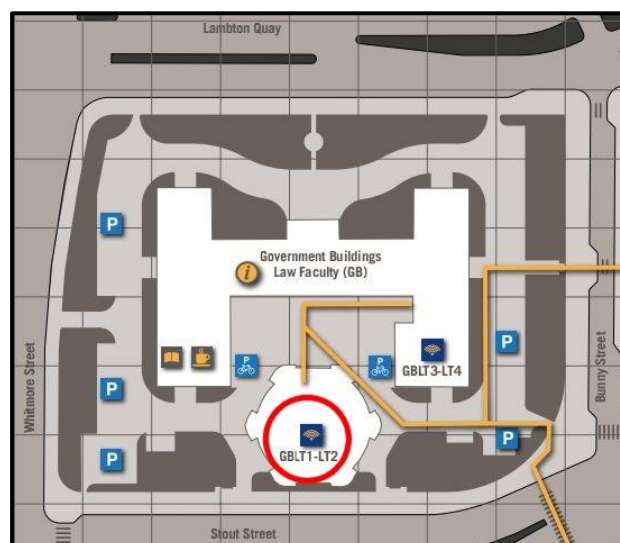 Lambton Quay
P
Government Buildings
Law Faculty (GB)
i
P
P
P
GBLT3-LT4
Whitmore Street
Bunny Street
P
P
P
GBLT1-LT2
Stout Street